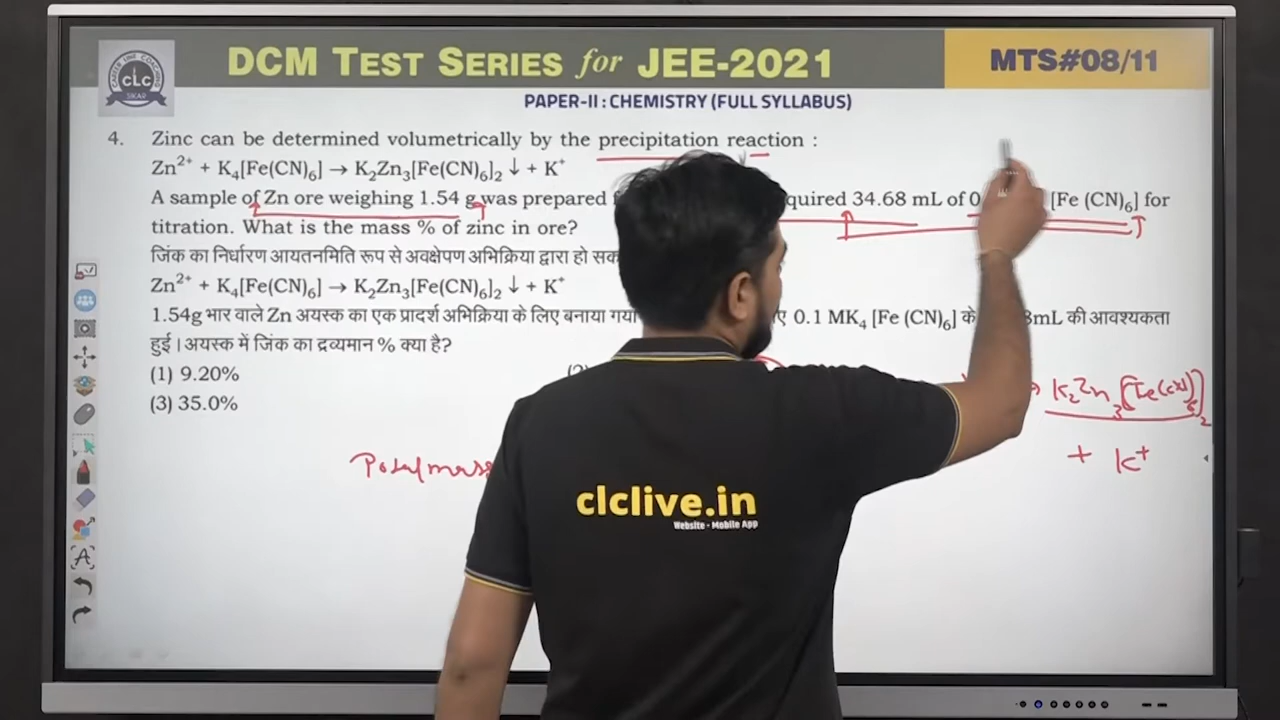 CLC
SIKAR
DCM TEST SERIES for JEE-2021
MTS#08/11
PAPER-II : CHEMISTRY (FULL SYLLABUS)
4. Zinc can be determined volumetrically by the precipitation reaction :
Zn²⁺ + K₄[Fe(CN)₆] → K₂Zn₃[Fe(CN)₆]₂ ↓ + K⁺
A sample of Zn ore weighing 1.54 g was prepared quired 34.68 mL of 0 [Fe (CN)₆] for
titration. What is the mass % of zinc in ore?
जिंक का निर्धारण आयतनमिति रूप से अवक्षेपण अभिक्रिया द्वारा हो सक
Zn²⁺ + K₄[Fe(CN)₆] → K₂Zn₃[Fe(CN)₆]₂ ↓ + K⁺
1.54g भार वाले Zn अयस्क का एक प्रादर्श अभिक्रिया के लिए बनाया गया 0.1 MK₄ [Fe (CN)₆] के 8mL की आवश्यकता
हुई। अयस्क में जिंक का द्रव्यमान % क्या है?
(1) 9.20%
(3) 35.0%
K₂Zn₃[Fe(CN)₆]₂
+ K⁺
mass
clclive.in
Website - Mobile App